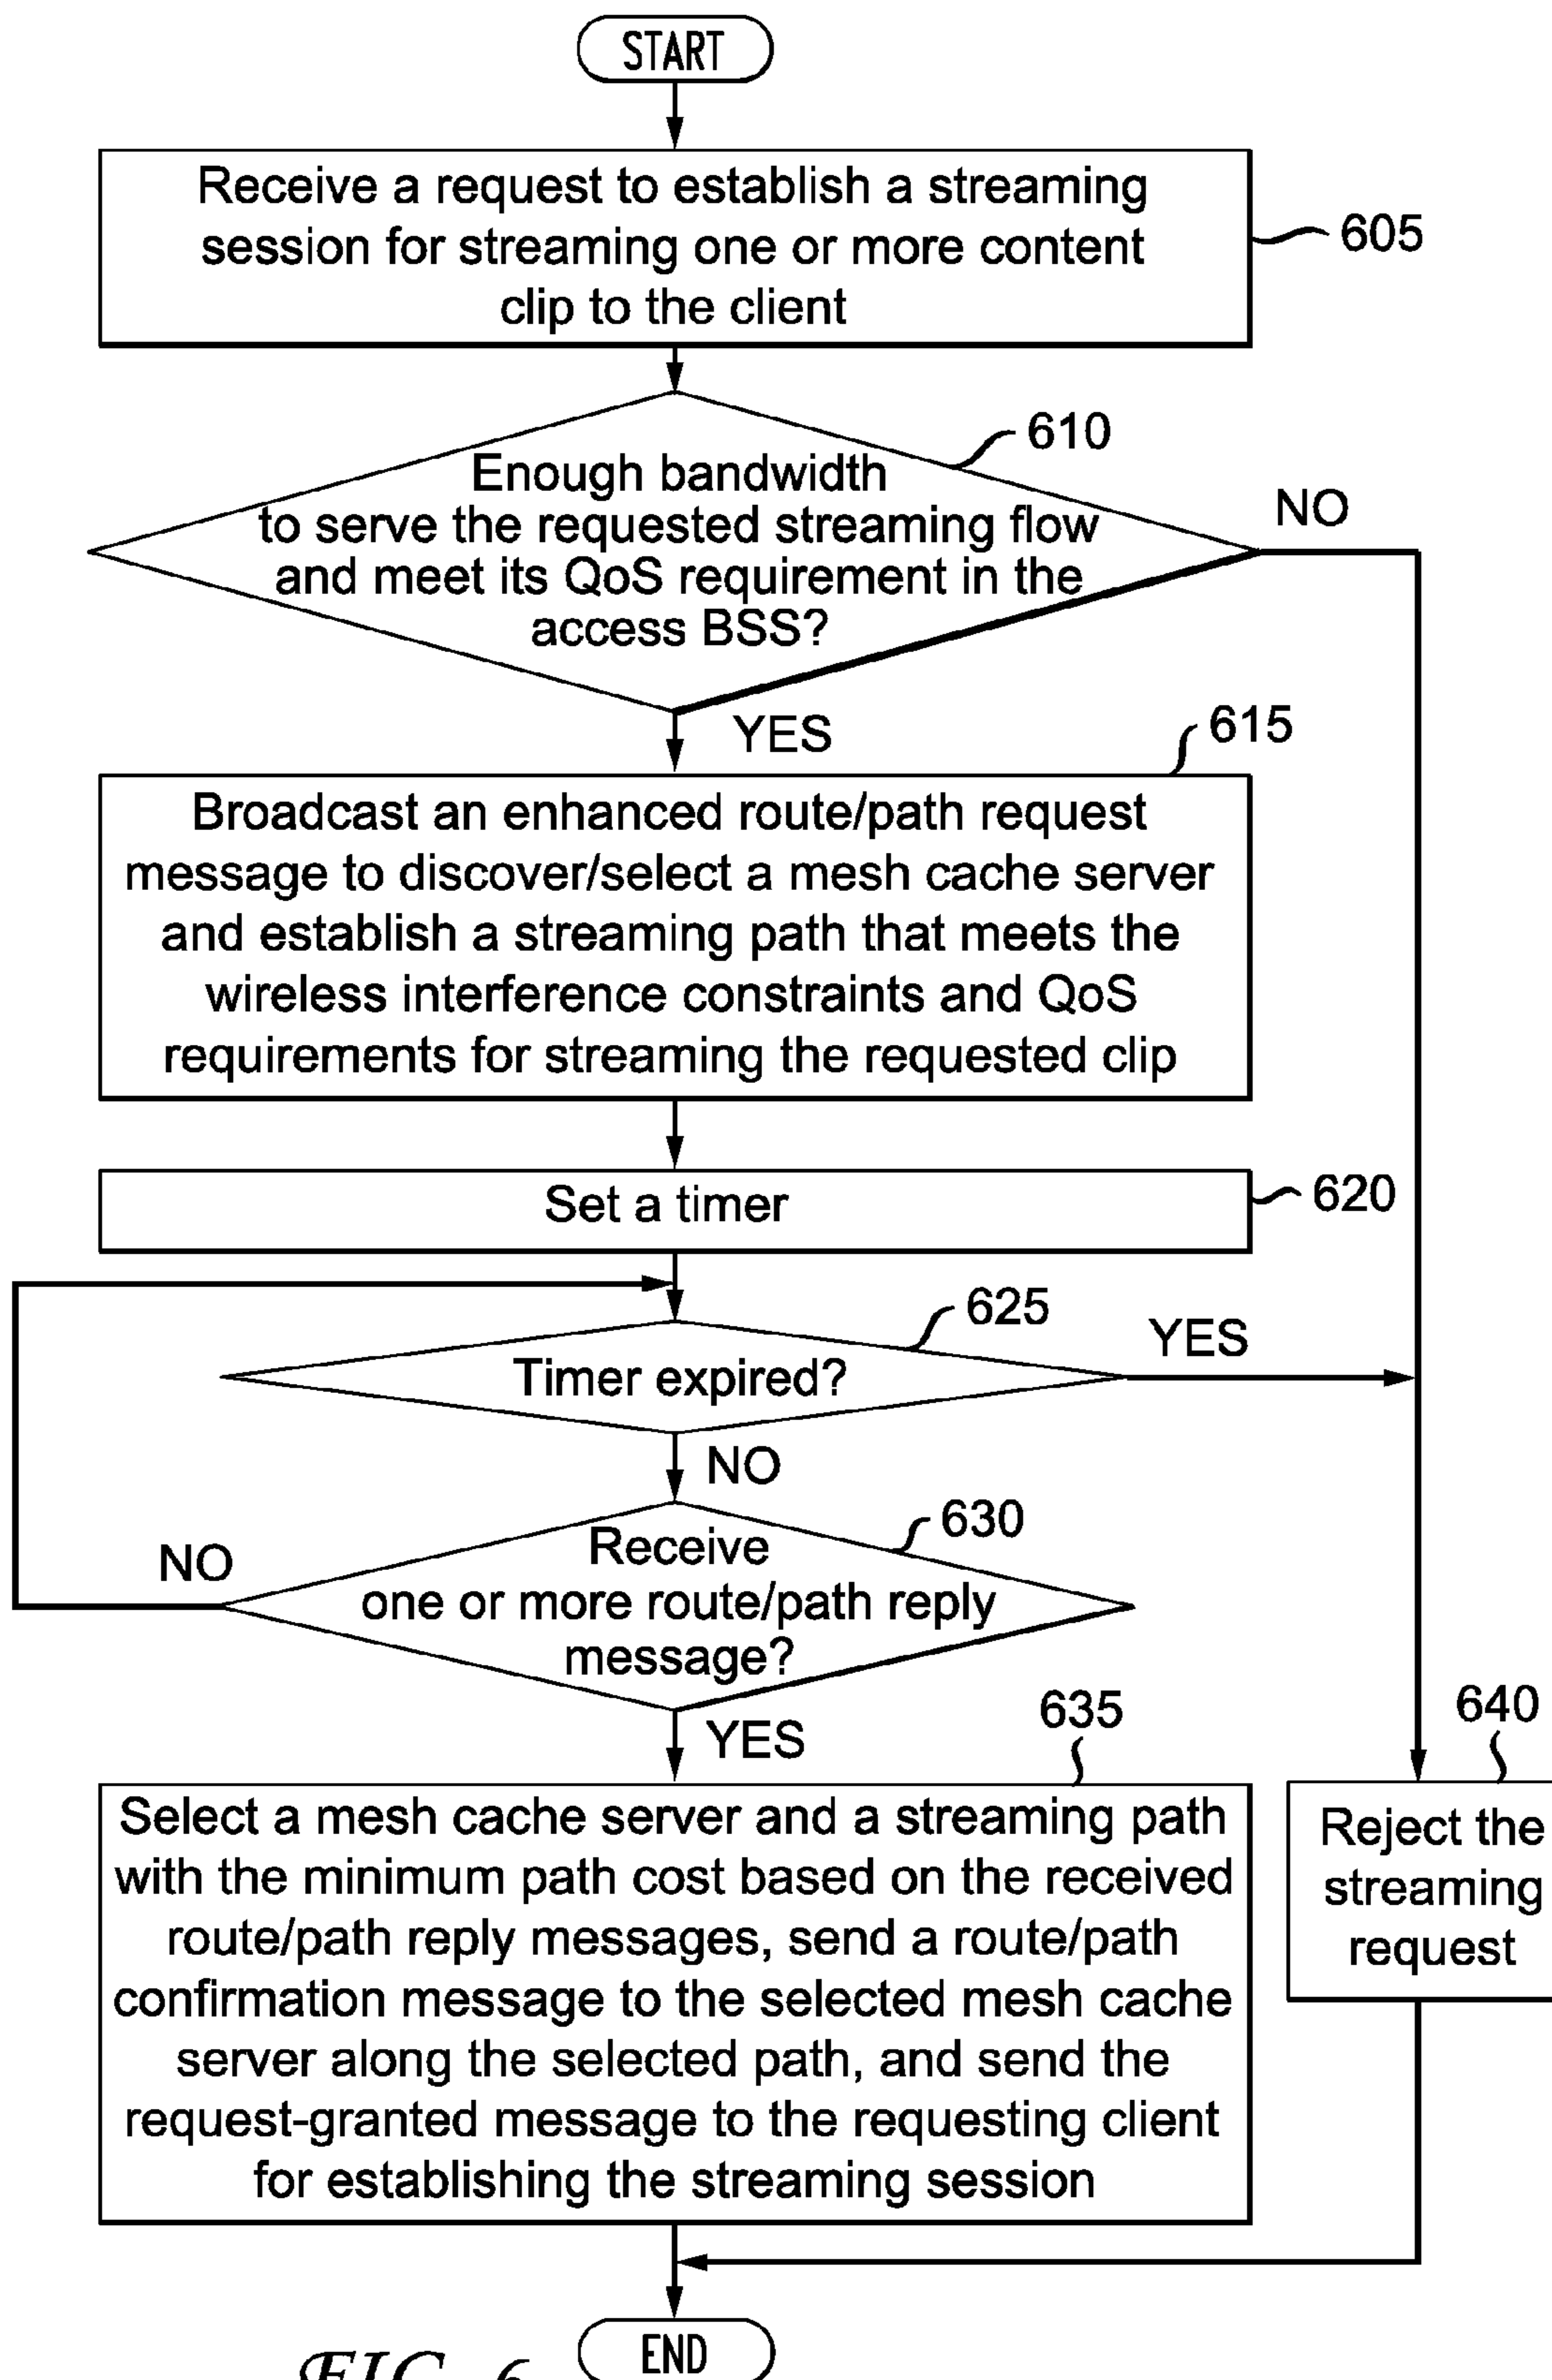 START
Receive a request to establish a streaming
session for streaming one or more content
clip to the client
605
610
Enough bandwidth
to serve the requested streaming flow
and meet its QoS requirement in the
access BSS?
NO
YES
615
Broadcast an enhanced route/path request
message to discover/select a mesh cache server
and establish a streaming path that meets the
wireless interference constraints and QoS
requirements for streaming the requested clip
Set a timer
620
625
Timer expired?
YES
NO
630
Receive
one or more route/path reply
message?
NO
YES
635
640
Select a mesh cache server and a streaming path
with the minimum path cost based on the received
route/path reply messages, send a route/path
confirmation message to the selected mesh cache
server along the selected path, and send the
request-granted message to the requesting client
for establishing the streaming session
Reject the
streaming
request
END
FIG. 6